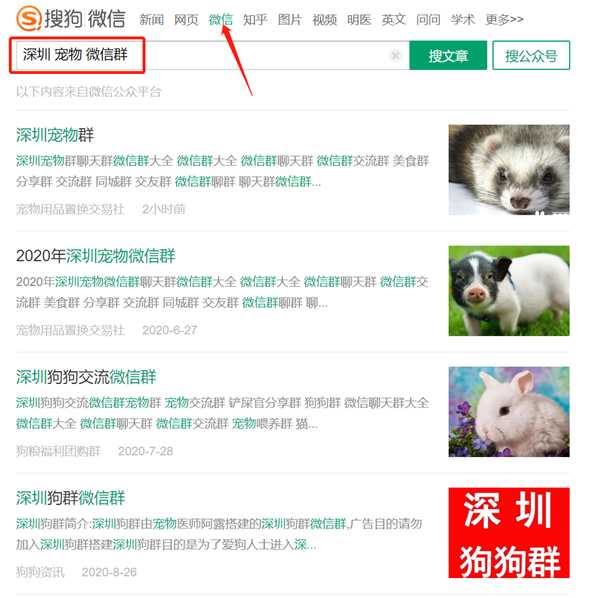 搜狗 微信 新闻 网页 微信 知乎 图片 视频 明医 英文 问问 学术 更多>>
深圳 宠物 微信群 搜文章 搜公众号
以下内容来自微信公众平台
深圳宠物群
深圳宠物群聊天群微信群大全 微信群大全 微信群聊天群 微信群交流群 美食群
分享群 交流群 同城群 交友群 微信群聊群 聊天群微信群...
宠物用品置换交易社 2小时前
2020年深圳宠物微信群
2020年深圳宠物微信群聊天群微信群大全 微信群大全 微信群聊天群 微信群交
流群 美食群 分享群 交流群 同城群 交友群 微信群聊群 聊...
宠物用品置换交易社 2020-6-27
深圳狗狗交流微信群
深圳狗狗交流微信群宠物群 宠物交流群 铲屎官分享群 狗狗群 微信聊天群大全
微信群大全 微信群聊天群 微信群交流群 宠物喂养群 猫...
狗粮福利团购群 2020-7-28
深圳狗群微信群
深圳狗群简介:深圳狗群由宠物医师阿露搭建的深圳狗群微信群,广告目的请勿
加入深圳狗群搭建深圳狗群目的是为了爱狗人士进入深...
狗狗资讯 2020-8-26
深 圳
狗狗群